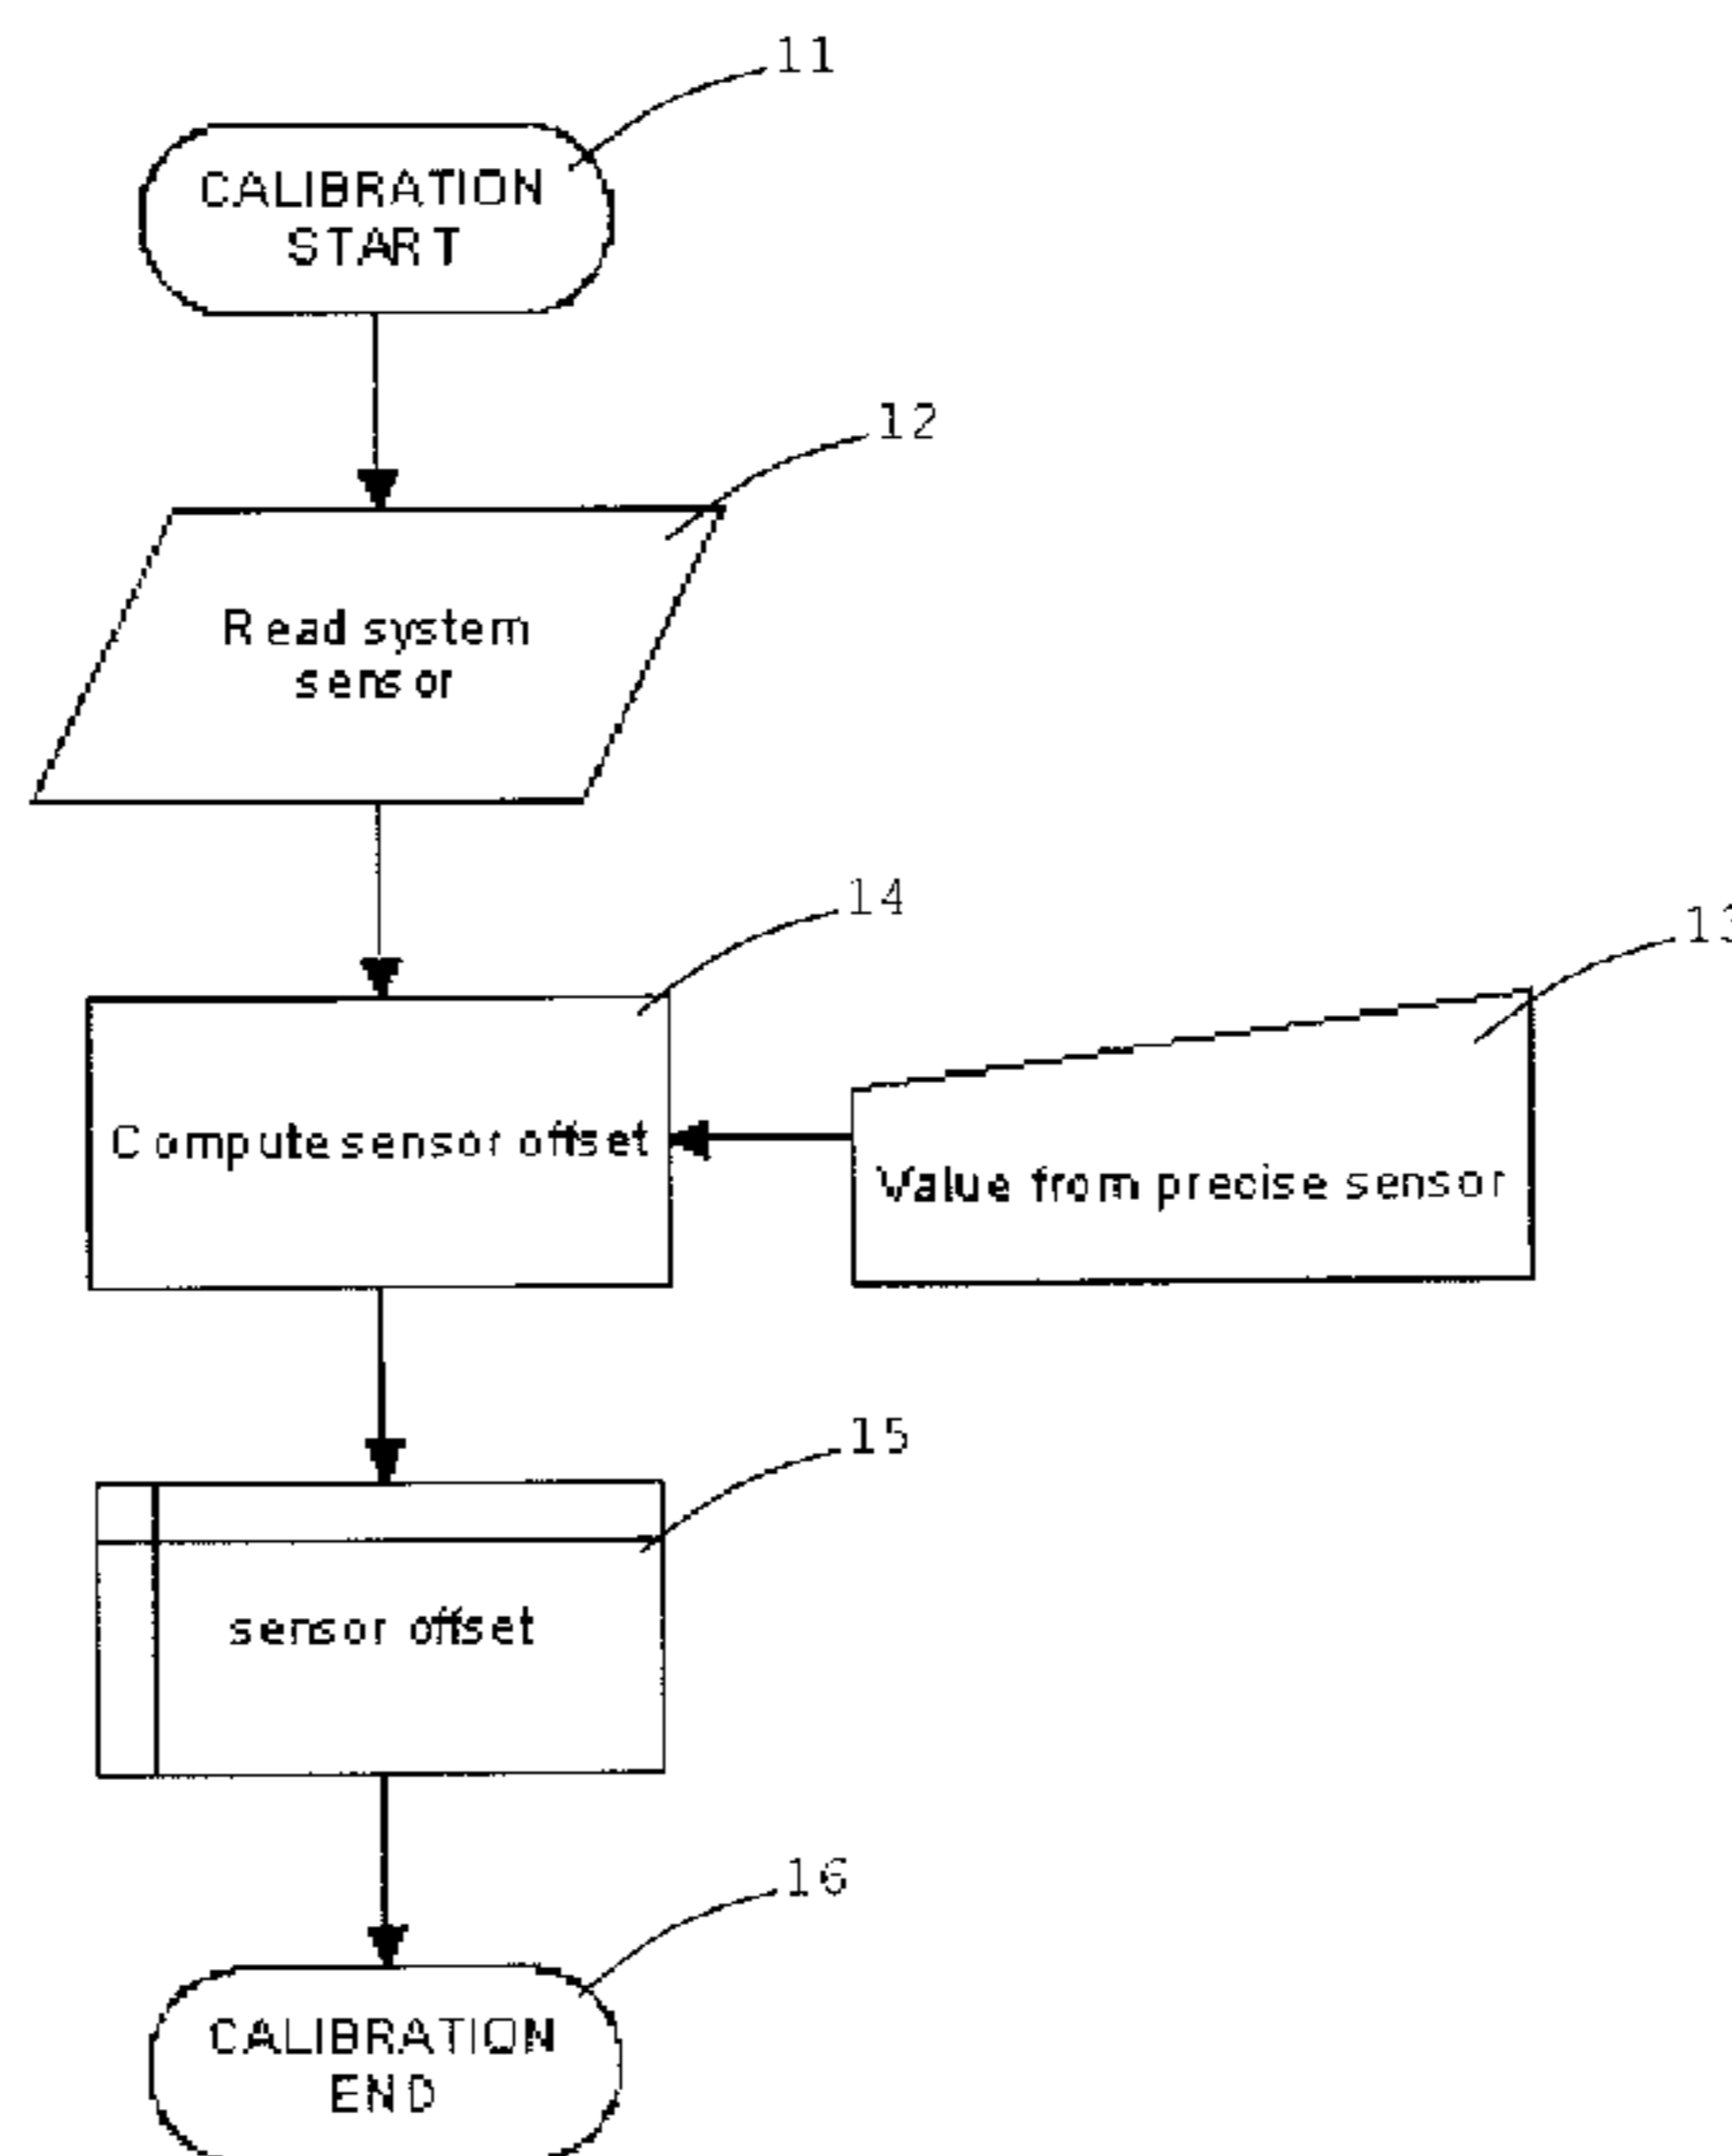 11
CALIBRATION
START
12
Read system
sensor
14
13
Compute sensor offset
Value from precise sensor
15
sensor offset
16
CALIBRATION
END